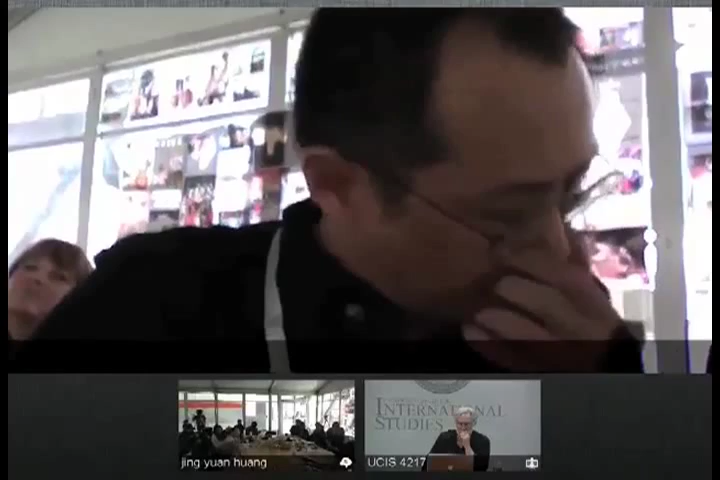 INTERNATIONAL
STUDIES
jing yuan huang
UCIS 4217